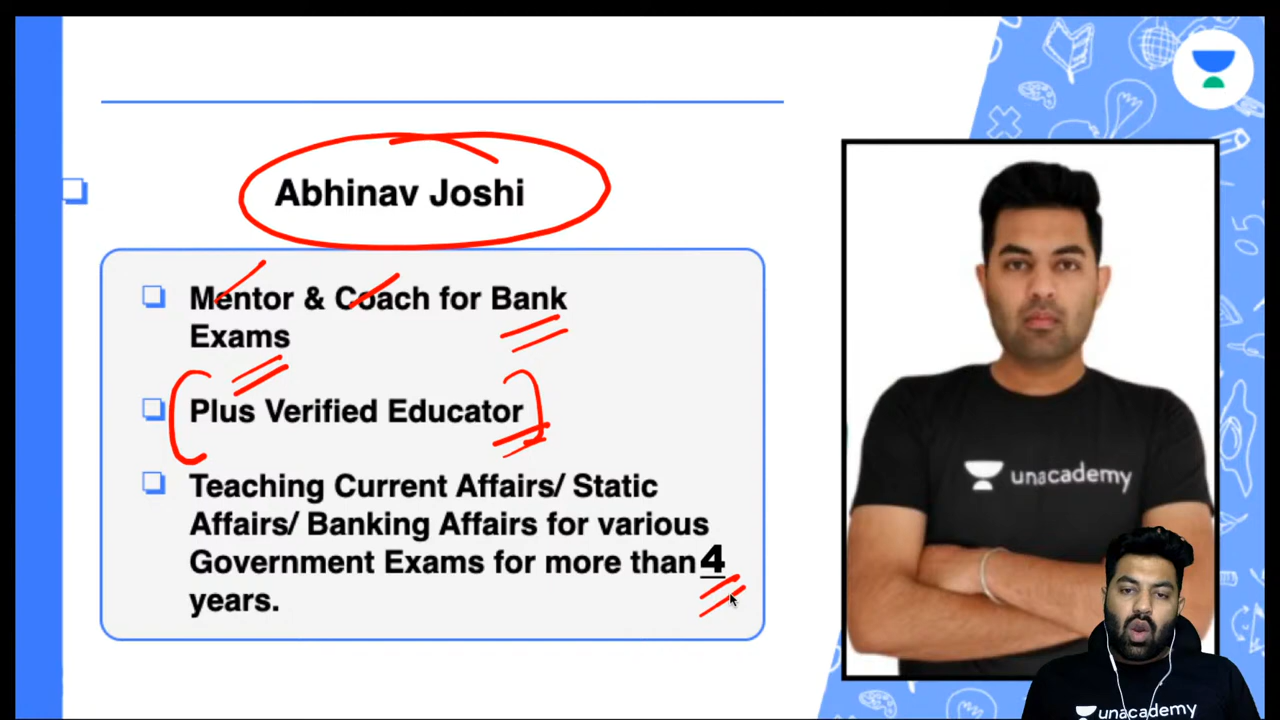 Abhinav Joshi
Mentor & Coach for Bank
Exams
Plus Verified Educator
Teaching Current Affairs/ Static
Affairs/ Banking Affairs for various
Government Exams for more than 4
years.
unacademy
unacademy
05